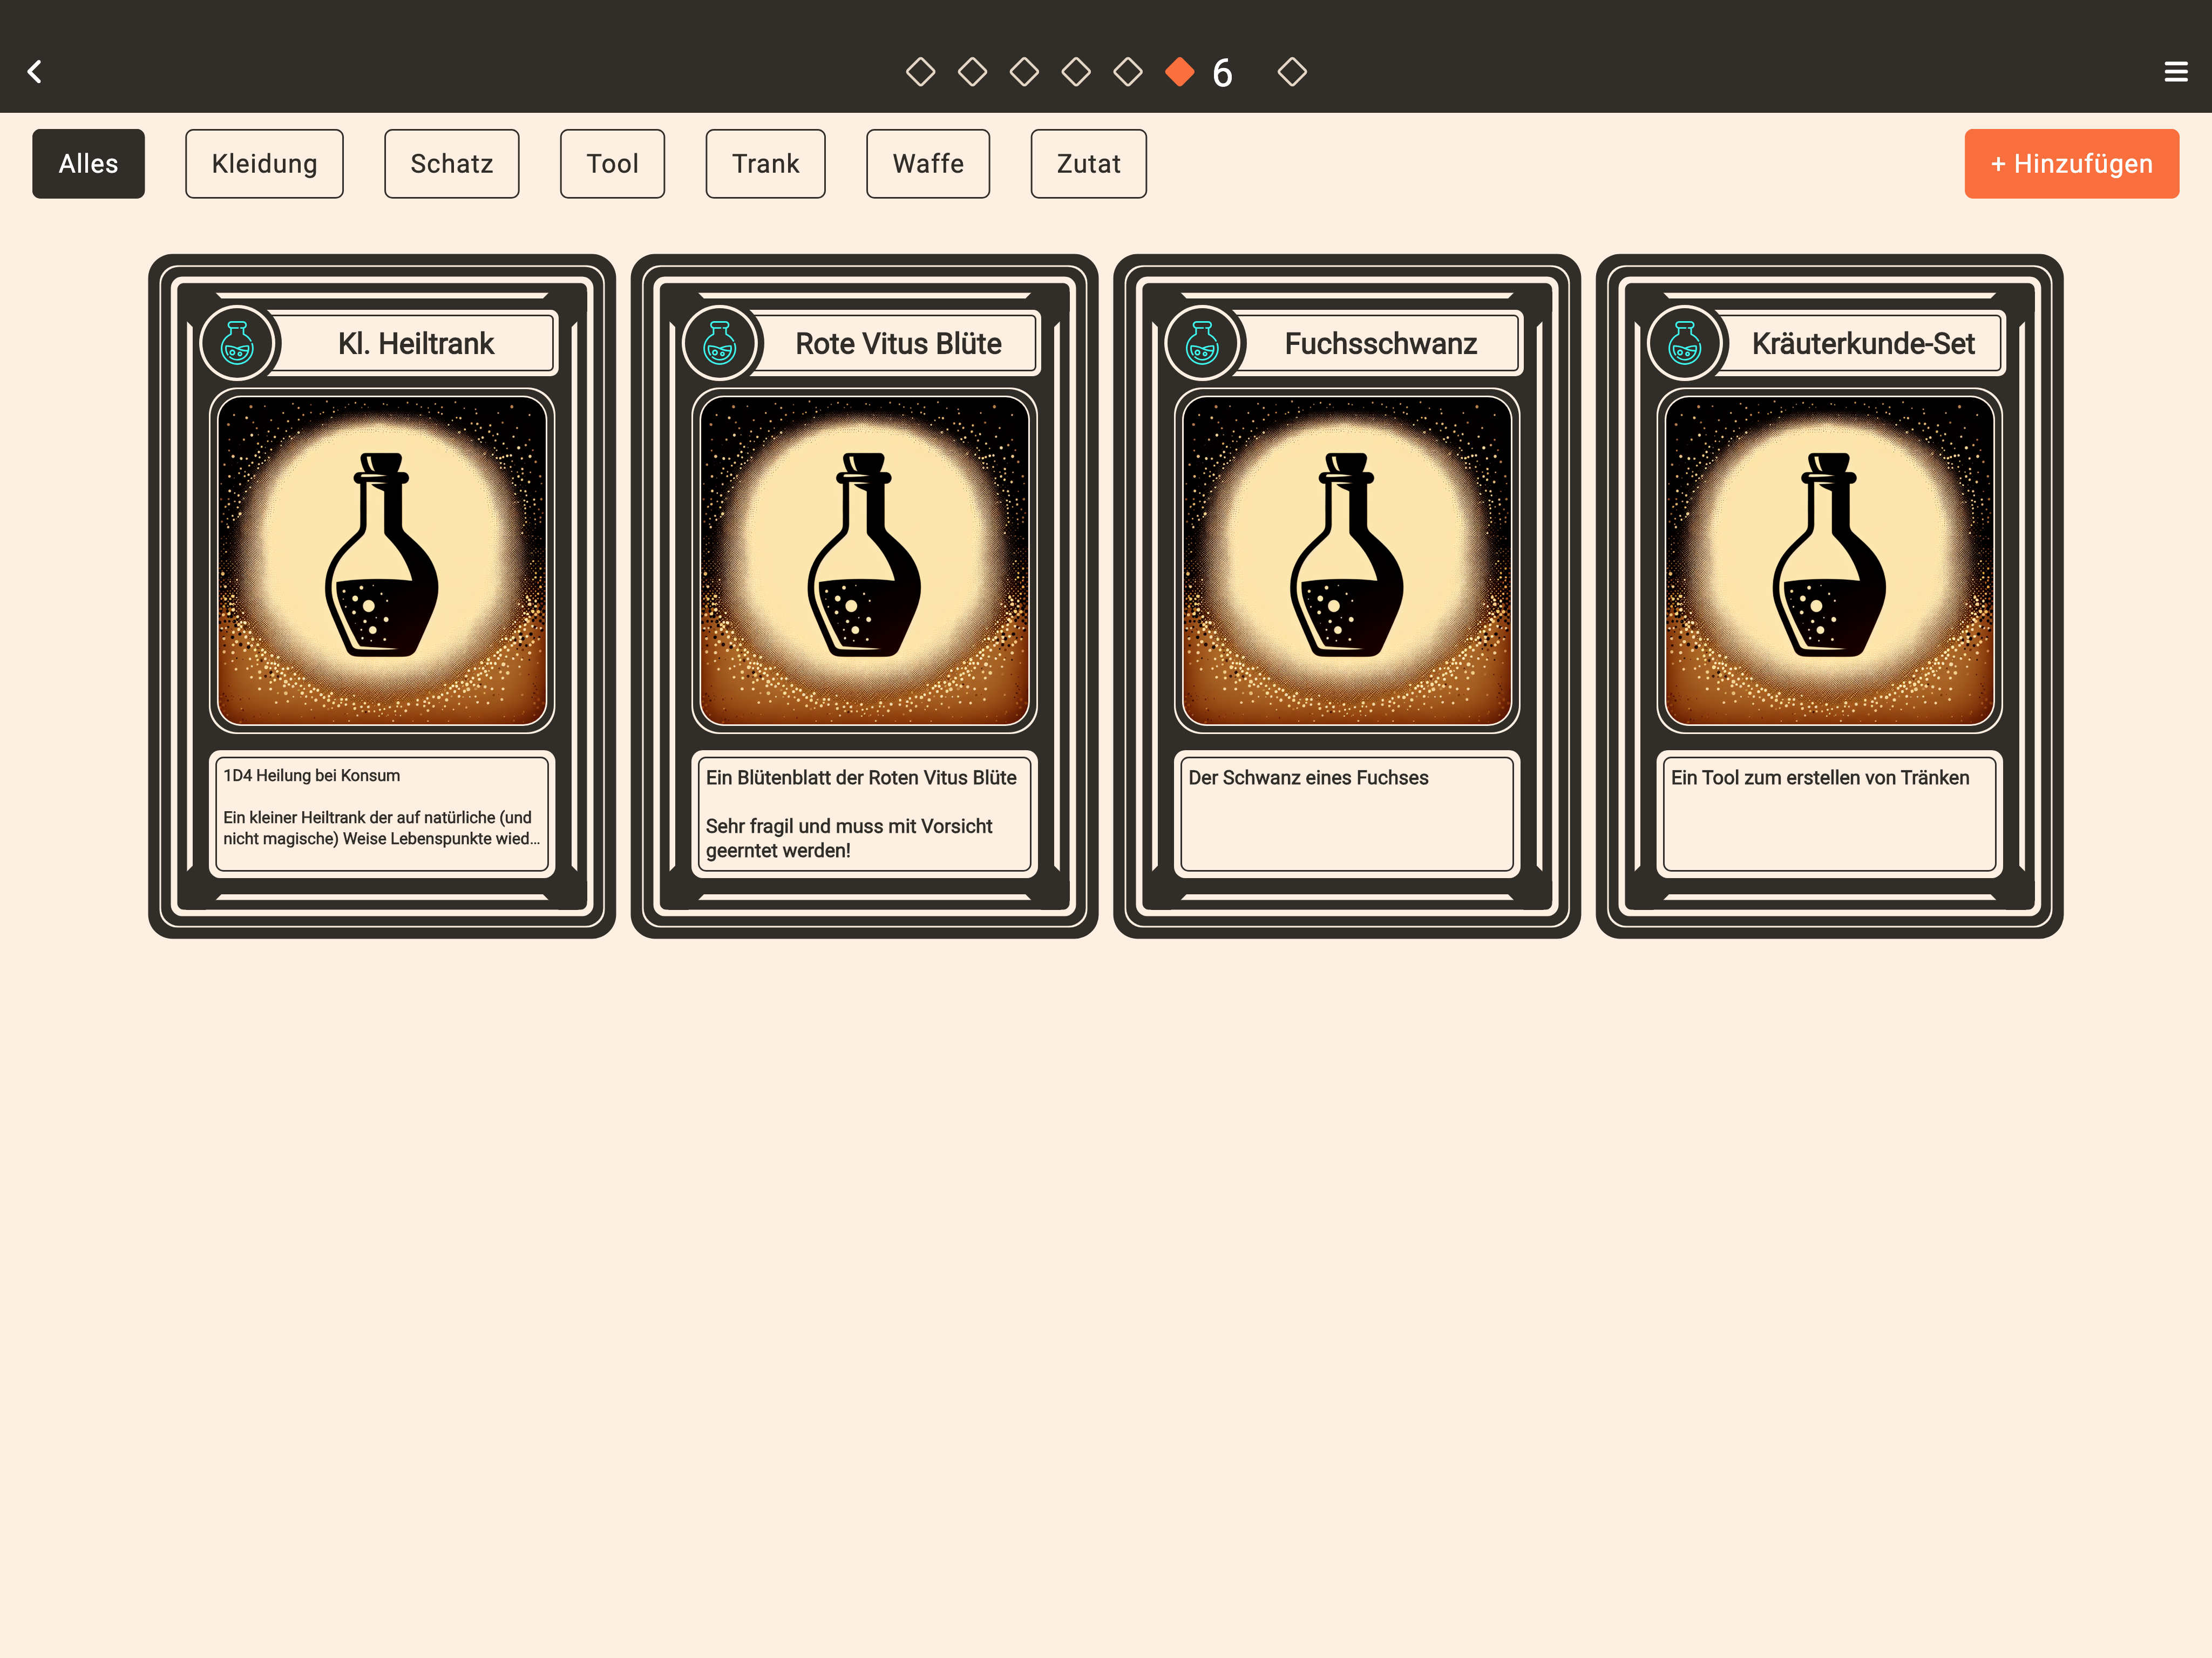 6
Alles
Kleidung
Schatz
Tool
Trank
Waffe
Zutat
+ Hinzufügen
Kl. Heiltrank
1D4 Heilung bei Konsum
Ein kleiner Heiltrank der auf natürliche (und
nicht magische) Weise Lebenspunkte wied...
Rote Vitus Blüte
Ein Blütenblatt der Roten Vitus Blüte
Sehr fragil und muss mit Vorsicht
geerntet werden!
Fuchsschwanz
Der Schwanz eines Fuchses
Kräuterkunde-Set
Ein Tool zum erstellen von Tränken